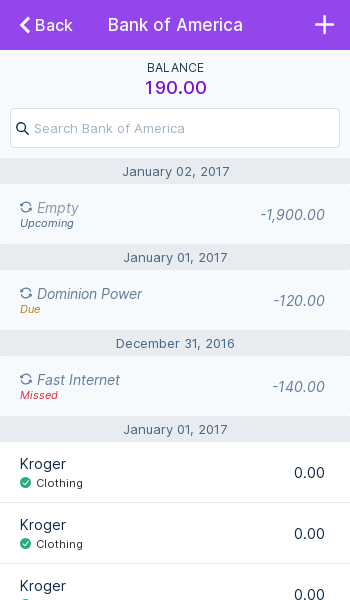 Back
Bank of America
BALANCE
190.00
Search Bank of America
January 02, 2017
Empty
-1,900.00
Upcoming
January 01, 2017
Dominion Power
-120.00
Due
December 31, 2016
Fast Internet
-140.00
Missed
January 01, 2017
Kroger
0.00
Clothing
Kroger
0.00
Clothing
Kroger
0.00